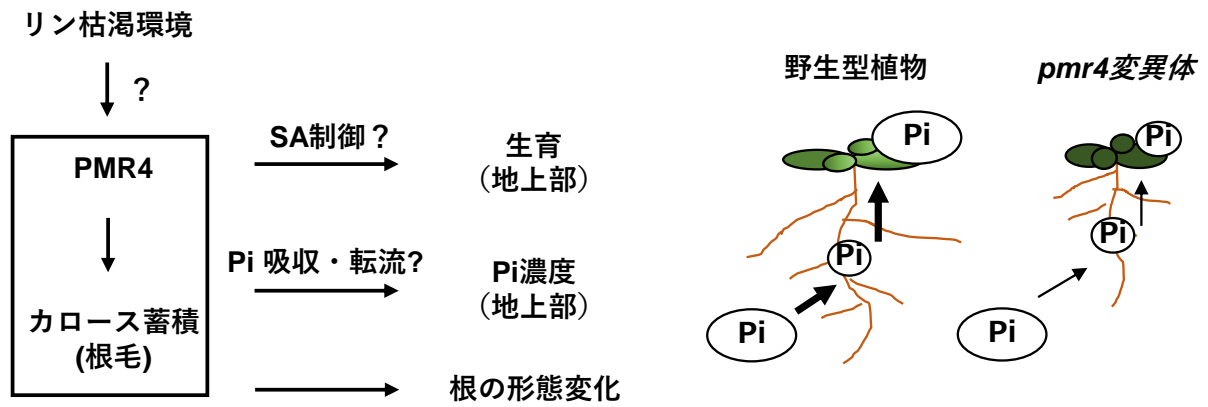 リン枯渇環境
?
PMR4
カロース蓄積
(根毛)
SA制御？
生育
（地上部）
Pi 吸収・転流?
Pi濃度
（地上部）
根の形態変化
野生型植物
Pi
Pi
Pi
pmr4変異体
Pi
Pi
Pi